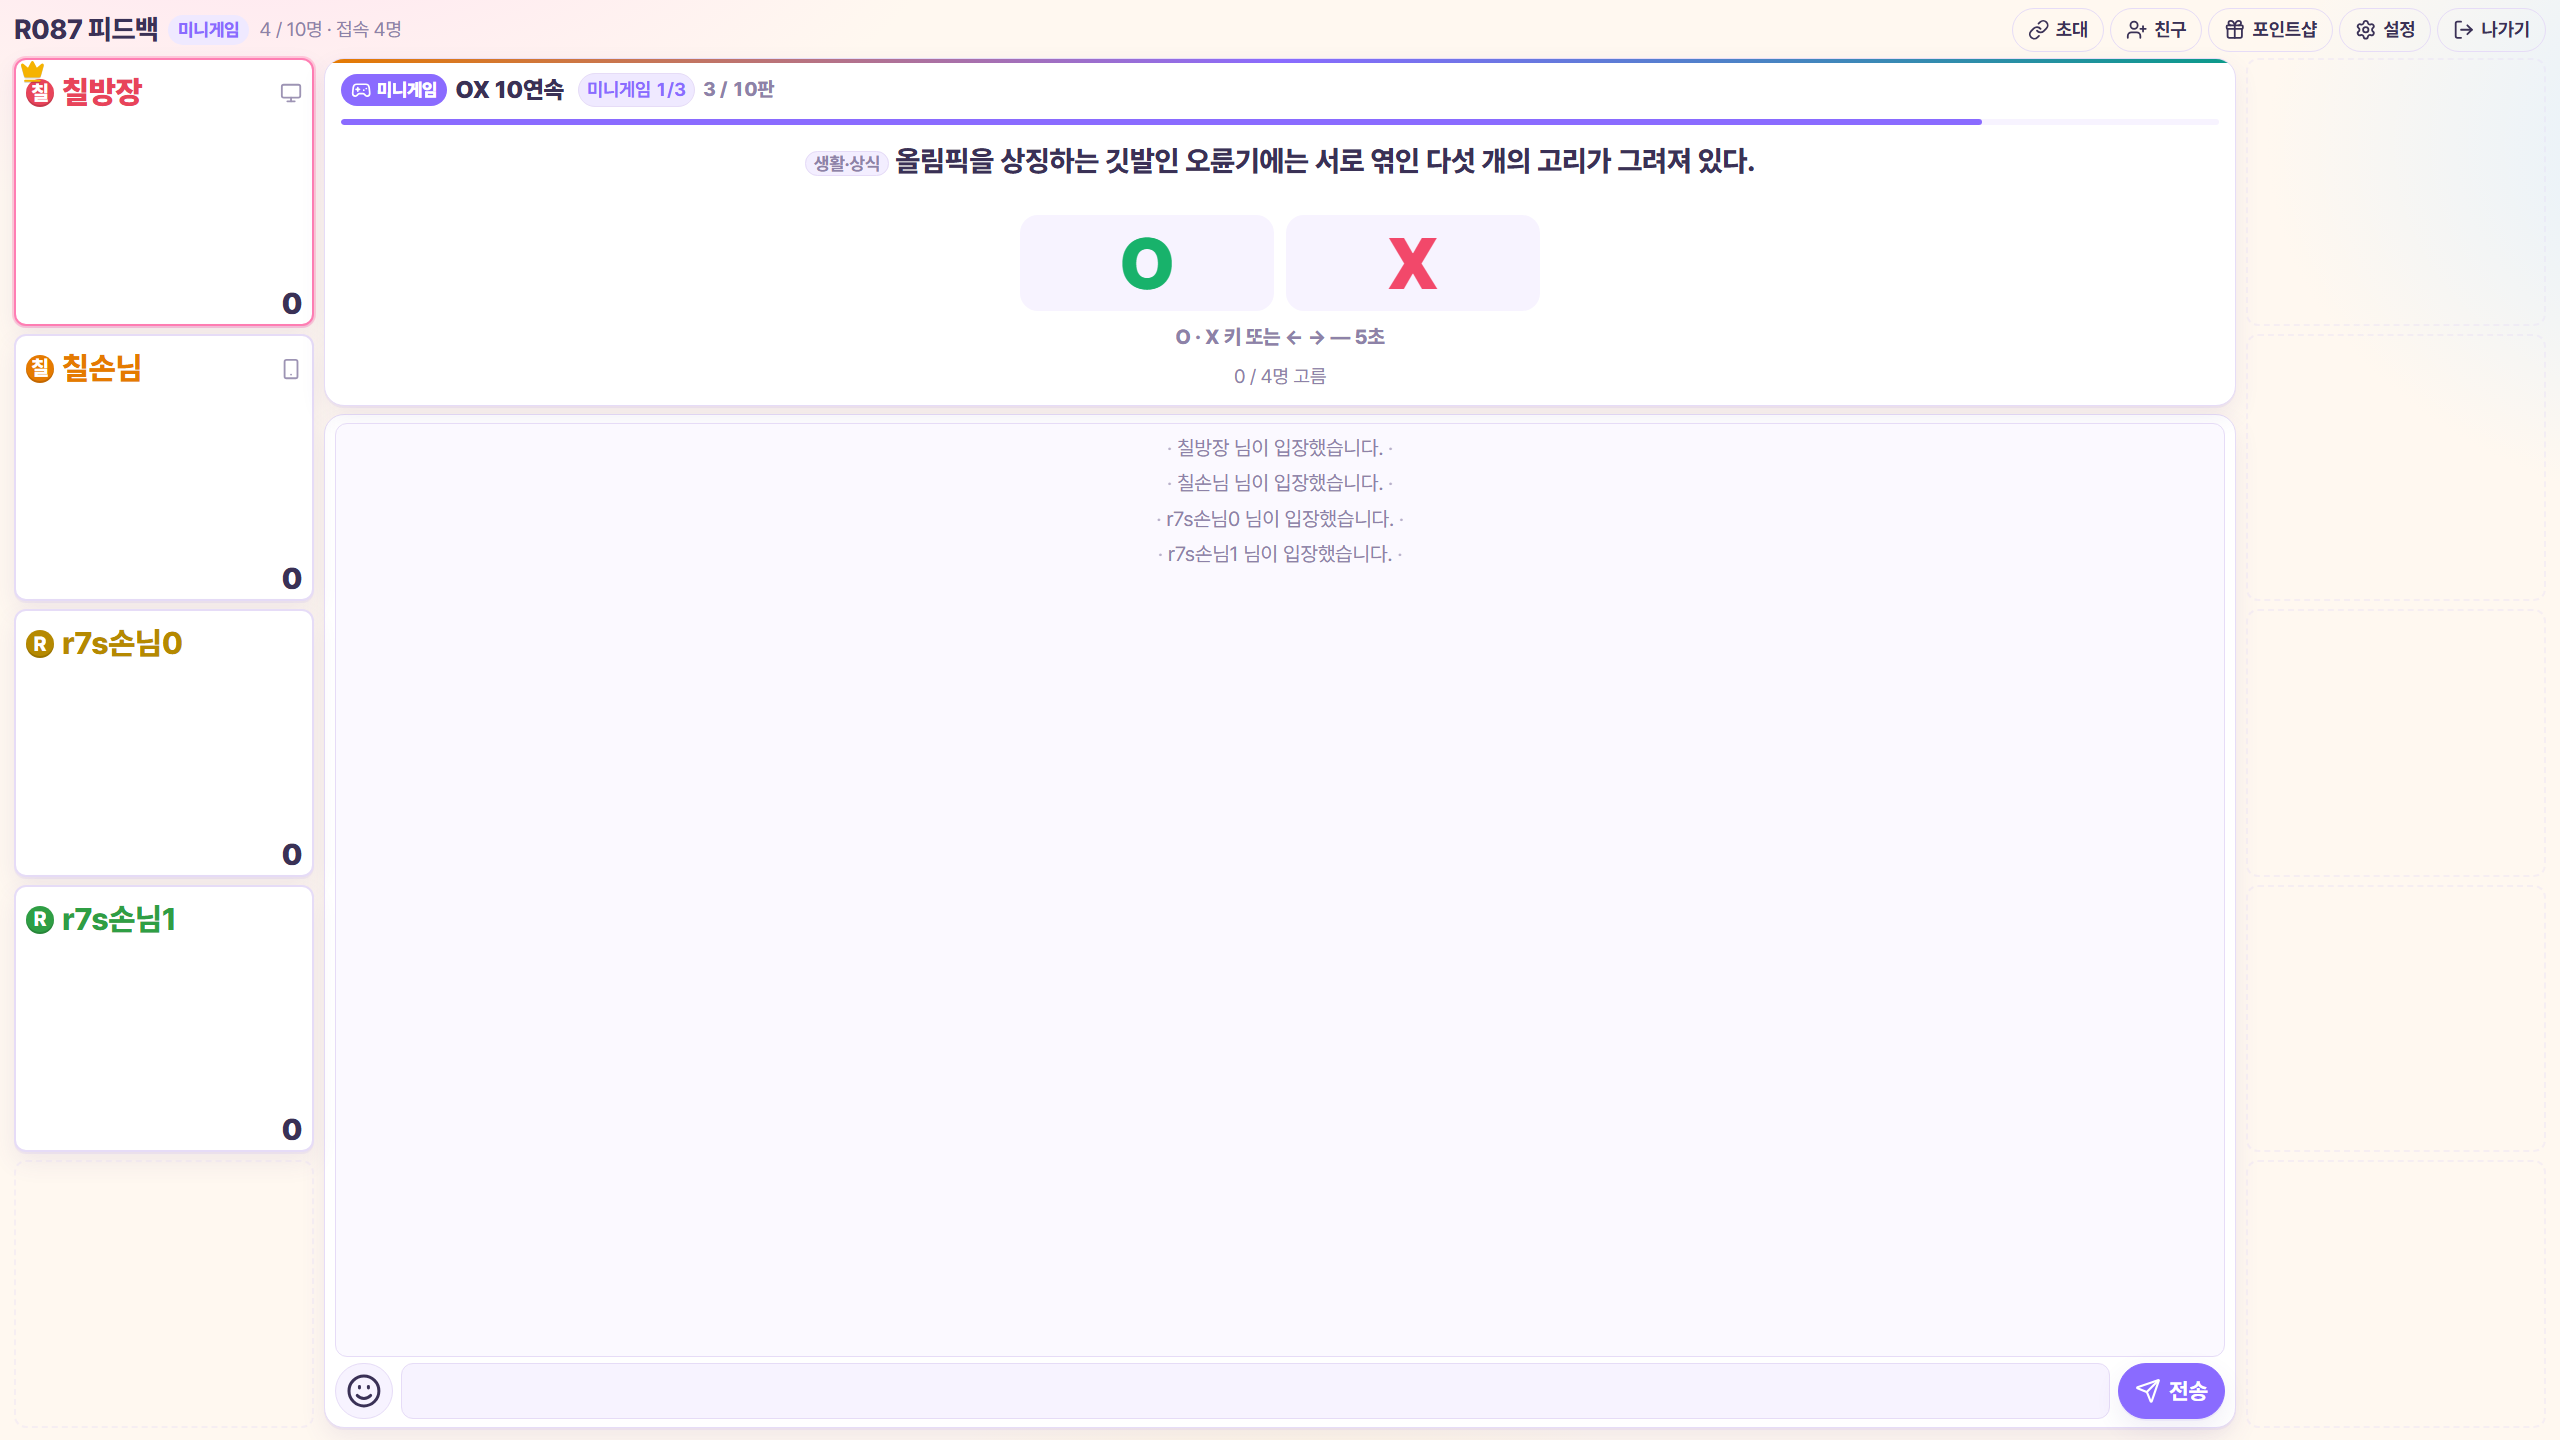 R087 피드백 미니게임 4 / 10명 · 접속 4명
초대 친구 포인트샵 설정 나가기
칠 칠방장
0
칠 칠손님
0
R r7s손님0
0
R r7s손님1
0
미니게임 OX 10연속 미니게임 1/3 3 / 10판
생활·상식 올림픽을 상징하는 깃발인 오륜기에는 서로 엮인 다섯 개의 고리가 그려져 있다.
O X
O · X 키 또는 ← → — 5초
0 / 4명 고름
· 칠방장 님이 입장했습니다. ·
· 칠손님 님이 입장했습니다. ·
· r7s손님0 님이 입장했습니다. ·
· r7s손님1 님이 입장했습니다. ·
전송